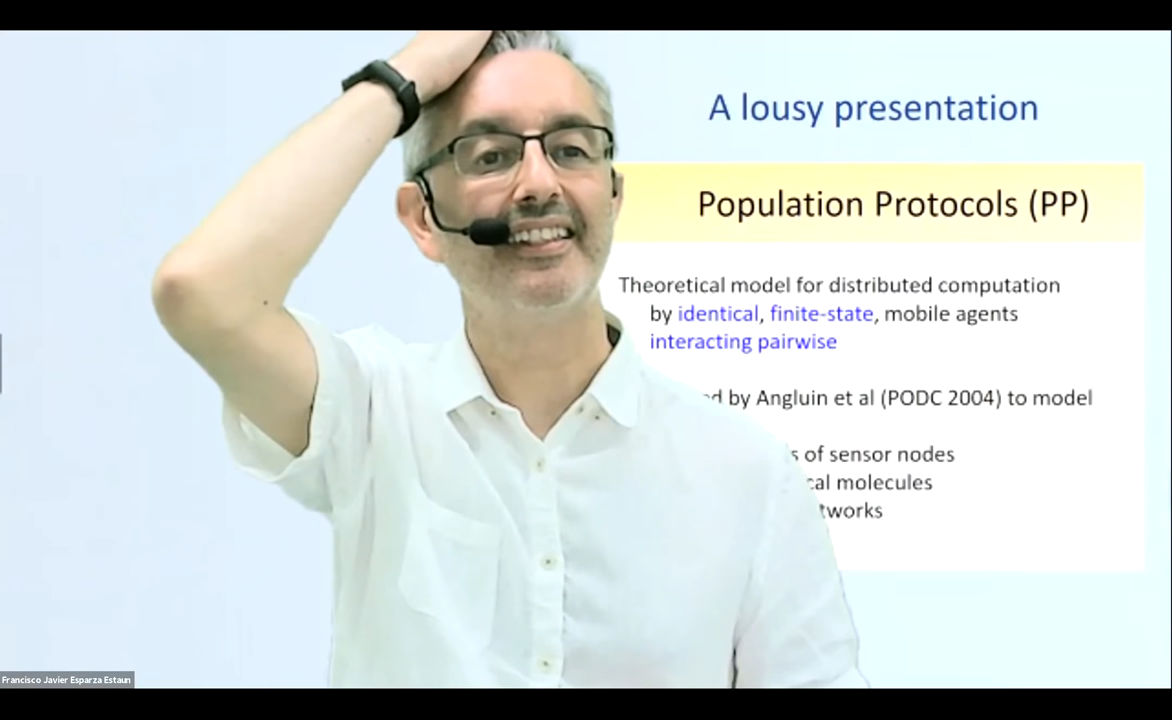 A lousy presentation
Population Protocols (PP)
Theoretical model for distributed computation
by identical, finite-state, mobile agents
interacting pairwise
by Angluin et al (PODC 2004) to model
of sensor nodes
molecules
Francisco Javier Esparza Estaun